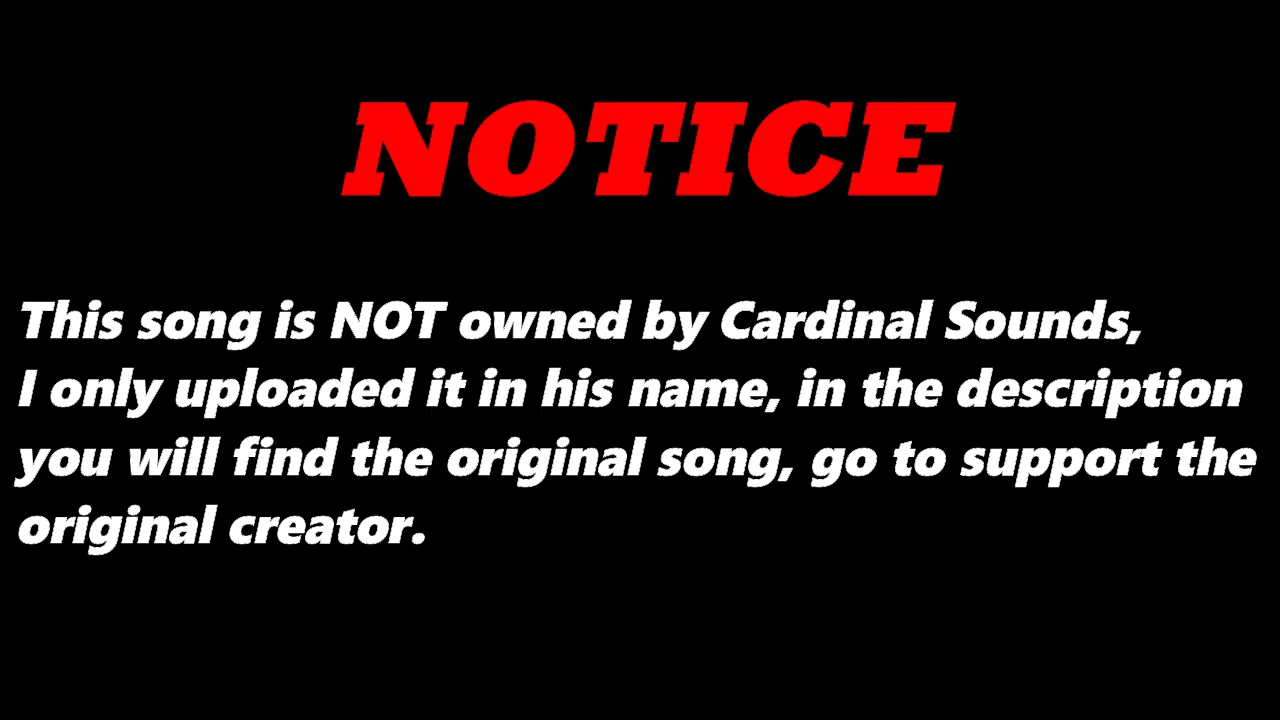 NOTICE
This song is NOT owned by Cardinal Sounds,
I only uploaded it in his name, in the description
you will find the original song, go to support the
original creator.